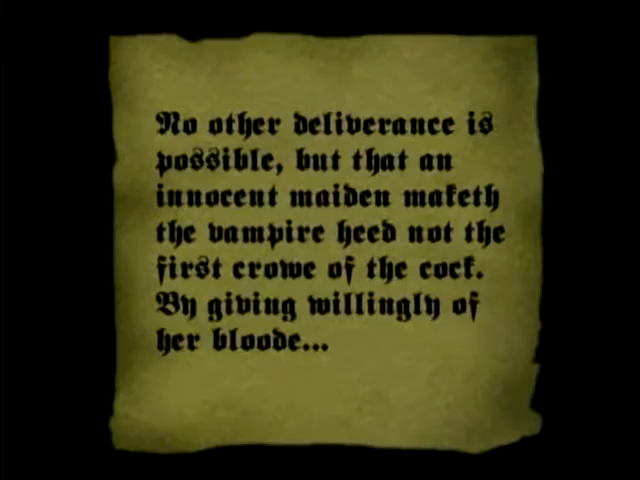 No other deliverance is
possible, but that an
innocent maiden maketh
the vampire heed not the
first crowe of the cock.
By giving willingly of
her bloode...